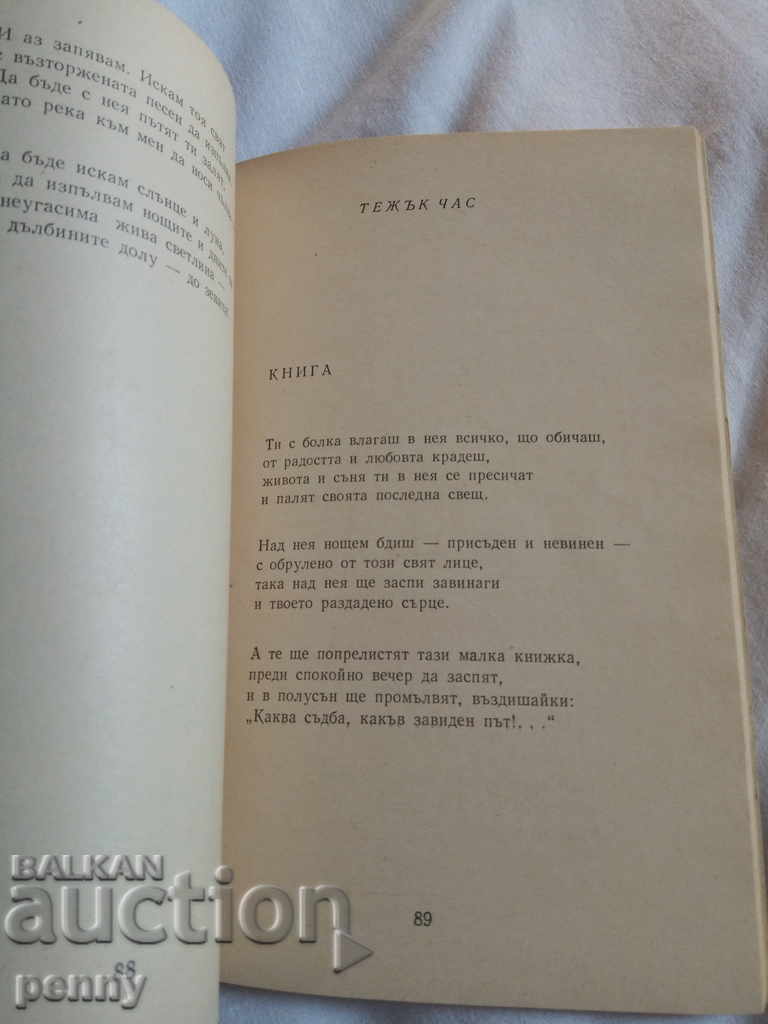 И аз запявам. Искам тоя свят
възторжената песен да
Да бъде с нея пътят ти залят,
като река към мен да носи
а бъде искам слънце и луна,
да изпълвам нощите и
неугасима жива светлина —
дълбините долу — до
88
ТЕЖЪК ЧАС
КНИГА
Ти с болка влагаш в нея всичко, що обичаш,
от радостта и любовта крадеш,
живота и съня ти в нея се пресичат
и палят своята последна свещ.
Над нея нощем бдиш — присъден и невинен —
с обрулено от този свят лице,
така над нея ще заспи завинаги
и твоето раздадено сърце.
А те ще попрелистят тази малка книжка,
преди спокойно вечер да заспят,
и в полусън ще промълвят, въздишайки:
„Каква съдба, какъв завиден път!. . .“
89
BALKAN
auction
penny